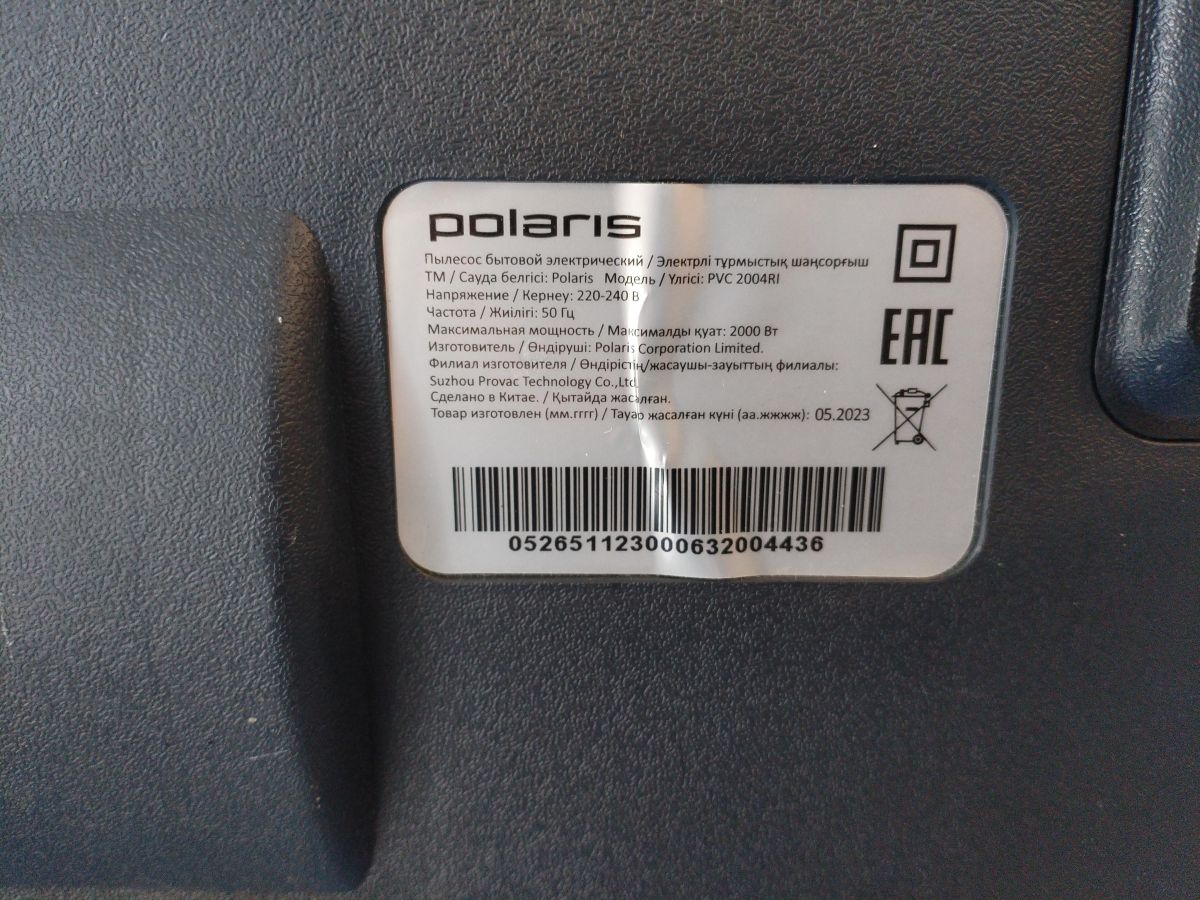 polaris
Пылесос бытовой электрический / Электрлі тұрмыстық шаңсорғыш
ТМ / Сауда белгісі: Polaris Модель / Үлгісі: PVC 2004RI
Напряжение / Кернеу: 220-240 В
Частота / Жиілігі: 50 Гц
Максимальная мощность / Максималды қуат: 2000 Вт
Изготовитель / Өндіруші: Polaris Corporation Limited.
Филиал изготовителя / Өндірістің/жасаушы-зауыттың филиалы:
Suzhou Provac Technology Co.,Ltd.
Сделано в Китае. / Қытайда жасалған.
Товар изготовлен (мм.гггг) / Тауар жасалған күні (аа.жжжж): 05.2023
EAC
052651123000632004436